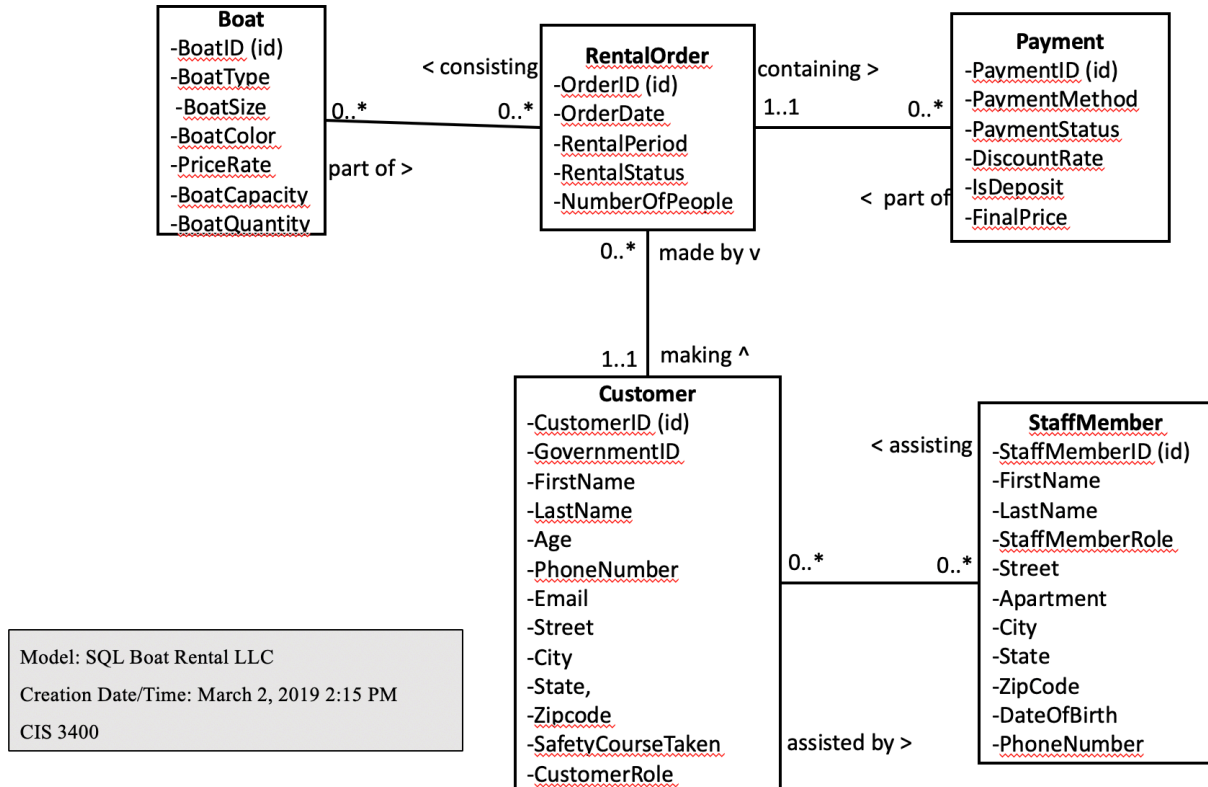 Boat
-BoatID (id)
-BoatType
-BoatSize
-BoatColor
-PriceRate
-BoatCapacity
-BoatQuantity
< consisting
0..*
0..*
part of >
RentalOrder
-OrderID (id)
-OrderDate
-RentalPeriod
-RentalStatus
-NumberOfPeople
containing >
1..1
0..*
< part of
Payment
-PaymentID (id)
-PaymentMethod
-PaymentStatus
-DiscountRate
-IsDeposit
-FinalPrice
0..*
made by v
1..1
making ^
Customer
-CustomerID (id)
-GovernmentID
-FirstName
-LastName
-Age
-PhoneNumber
-Email
-Street
-City
-State,
-Zipcode
-SafetyCourseTaken
-CustomerRole
< assisting
0..*
0..*
assisted by >
StaffMember
-StaffMemberID (id)
-FirstName
-LastName
-StaffMemberRole
-Street
-Apartment
-City
-State
-ZipCode
-DateOfBirth
-PhoneNumber
Model: SQL Boat Rental LLC
Creation Date/Time: March 2, 2019 2:15 PM
CIS 3400